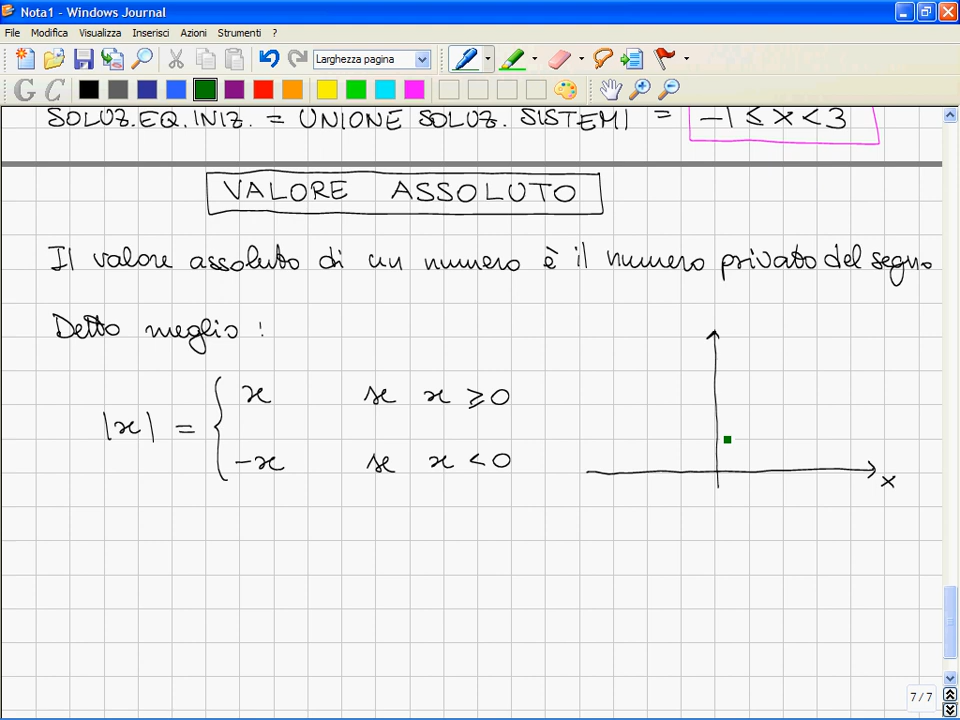 Nota1 - Windows Journal
File Modifica Visualizza Inserisci Azioni Strumenti ?
Larghezza pagina
G C
SOLUZ.EQ.INIZ. = UNIONE SOLUZ. SISTEMI = -1 ≤ x < 3
VALORE ASSOLUTO
Il valore assoluto di un numero è il numero privato del segno
Detto meglio :
x se x ≥ 0
|x| =
-x se x < 0
x
7 / 7